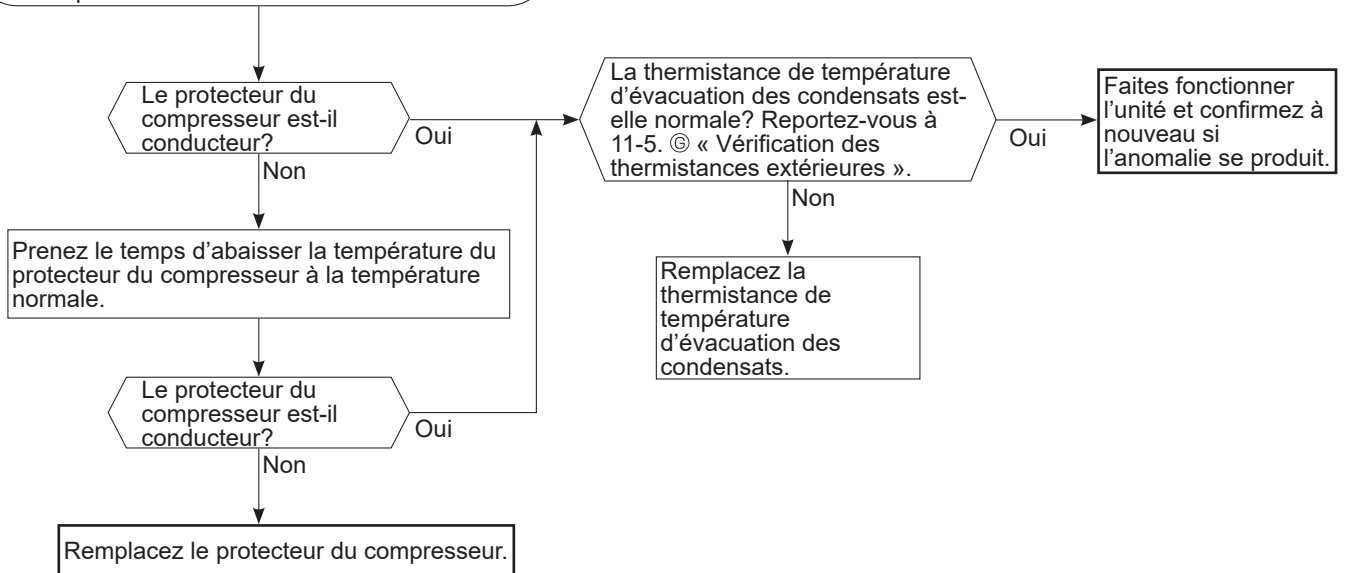 Le protecteur du
compresseur est-il
conducteur?
Oui
Non
La thermistance de température
d'évacuation des condensats est-
elle normale? Reportez-vous à
11-5. Ⓖ « Vérification des
thermistances extérieures ».
Oui
Non
Faites fonctionner
l'unité et confirmez à
nouveau si
l'anomalie se produit.
Prenez le temps d'abaisser la température du
protecteur du compresseur à la température
normale.
Remplacez la
thermistance de
température
d'évacuation des
condensats.
Le protecteur du
compresseur est-il
conducteur?
Oui
Non
Remplacez le protecteur du compresseur.